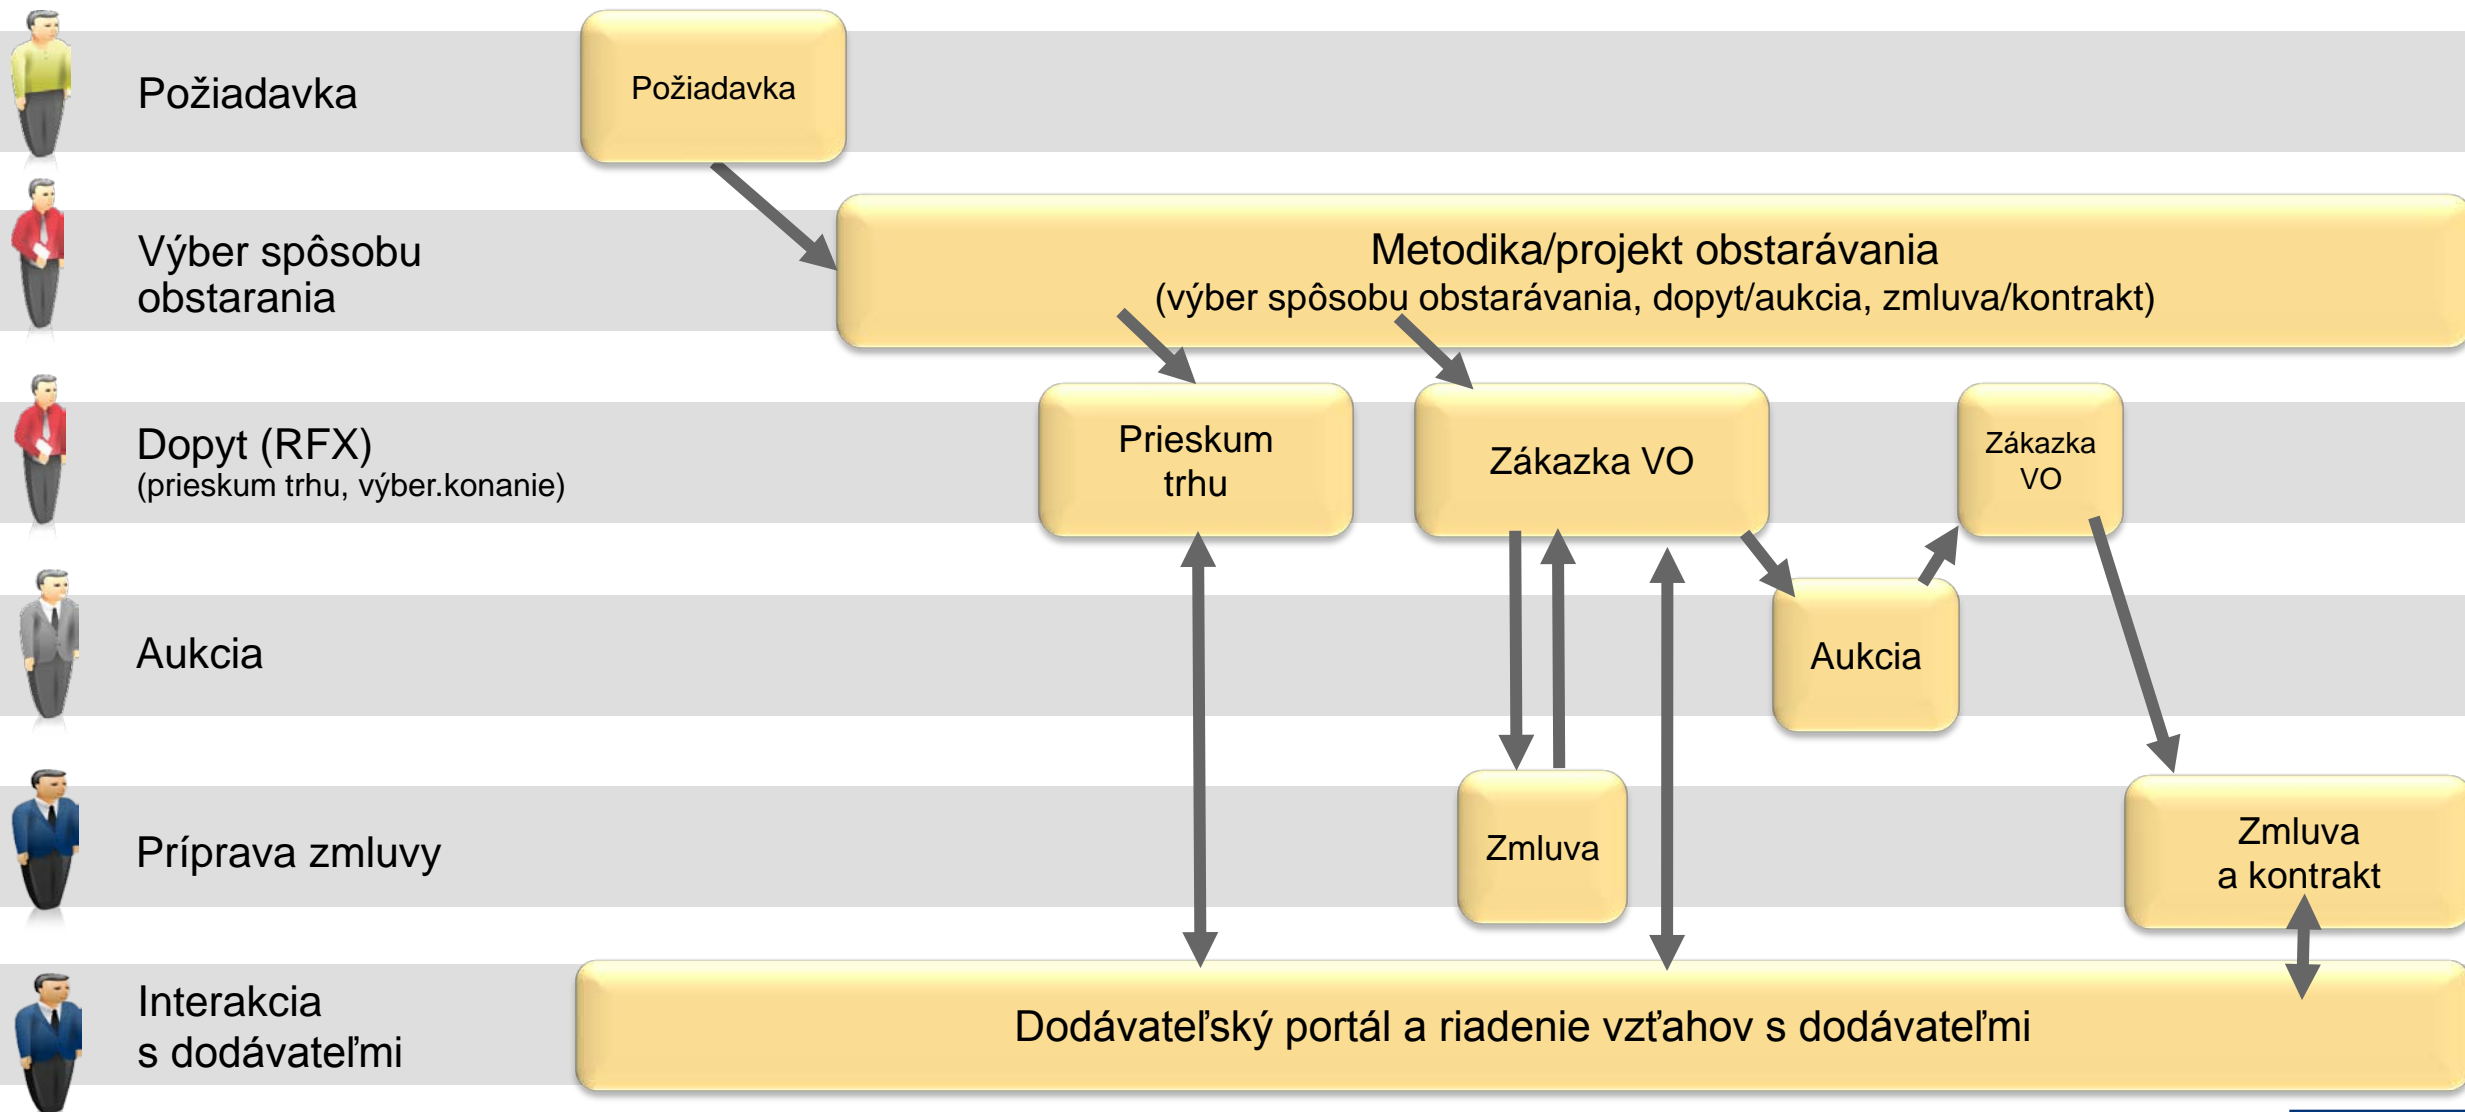 Požiadavka
Požiadavka
Výber spôsobu
obstarania
Metodika/projekt obstarávania
(výber spôsobu obstarávania, dopyt/aukcia, zmluva/kontrakt)
Dopyt (RFX)
(prieskum trhu, výber.konanie)
Prieskum
trhu
Zákazka VO
Zákazka
VO
Aukcia
Aukcia
Príprava zmluvy
Zmluva
Zmluva
a kontrakt
Interakcia
s dodávateľmi
Dodávateľský portál a riadenie vzťahov s dodávateľmi